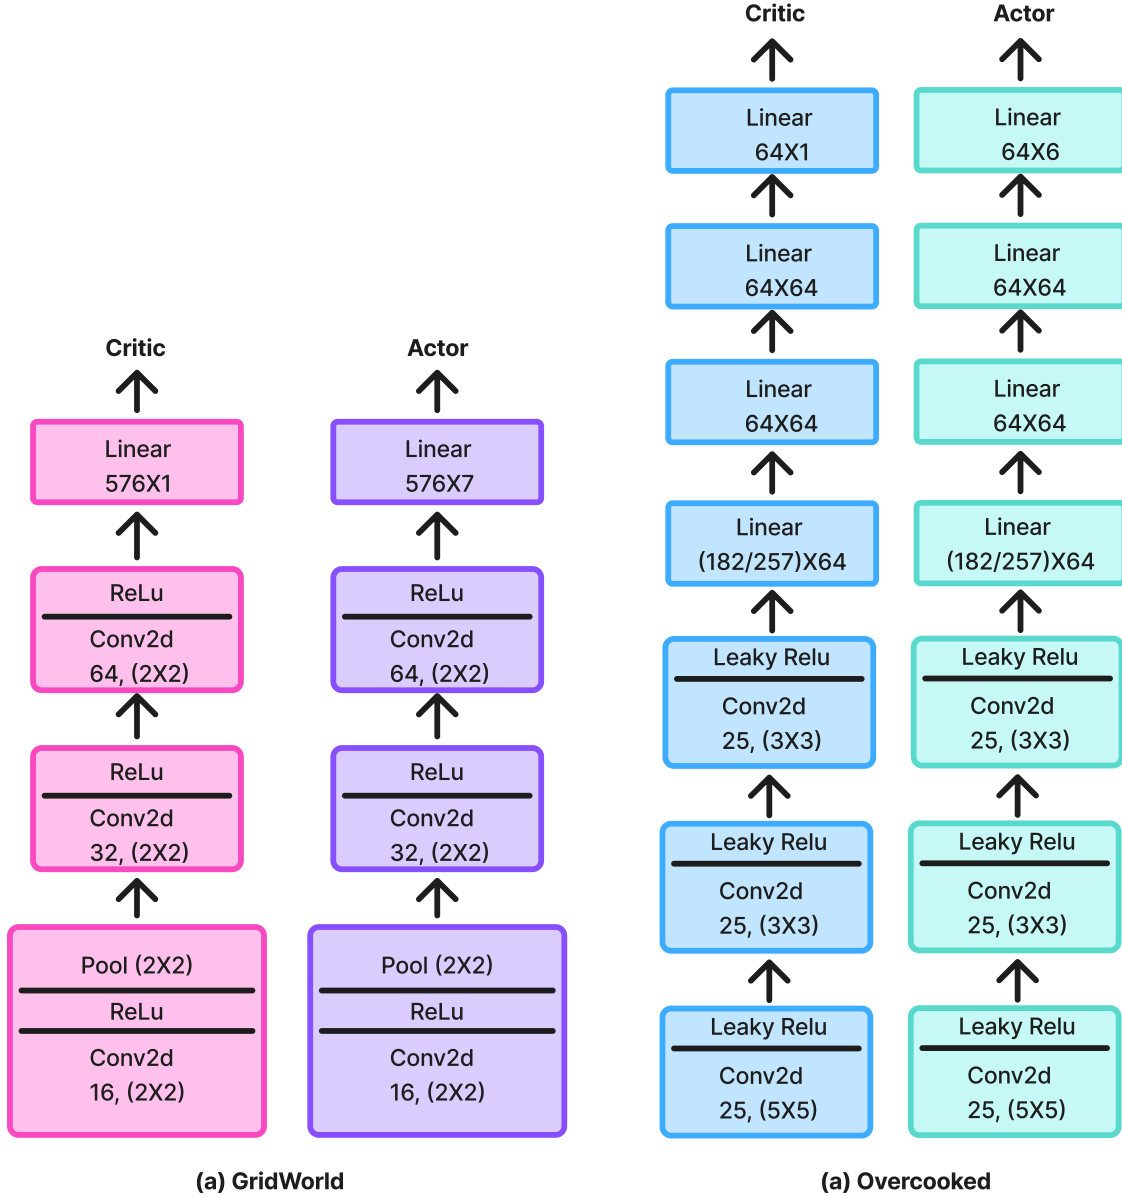 Critic
Linear
576X1
ReLu
Conv2d
64, (2X2)
ReLu
Conv2d
32, (2X2)
Pool (2X2)
ReLu
Conv2d
16, (2X2)
Actor
Linear
576X7
ReLu
Conv2d
64, (2X2)
ReLu
Conv2d
32, (2X2)
Pool (2X2)
ReLu
Conv2d
16, (2X2)
(a) GridWorld
Critic
Linear
64X1
Linear
64X64
Linear
64X64
Linear
(182/257)X64
Leaky Relu
Conv2d
25, (3X3)
Leaky Relu
Conv2d
25, (3X3)
Leaky Relu
Conv2d
25, (5X5)
Actor
Linear
64X6
Linear
64X64
Linear
64X64
Linear
(182/257)X64
Leaky Relu
Conv2d
25, (3X3)
Leaky Relu
Conv2d
25, (3X3)
Leaky Relu
Conv2d
25, (5X5)
(a) Overcooked